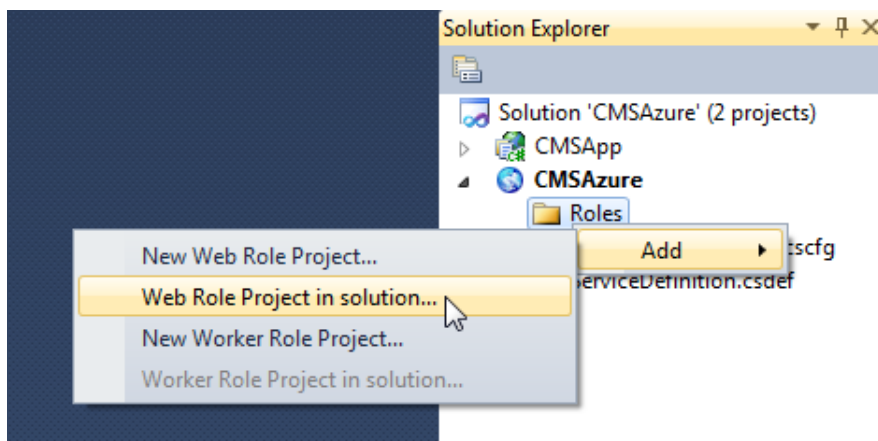 Solution Explorer
Solution 'CMSAzure' (2 projects)
CMSApp
CMSAzure
Roles
Add
New Web Role Project...
Web Role Project in solution...
New Worker Role Project...
Worker Role Project in solution...
cscfg
ServiceDefinition.csdef